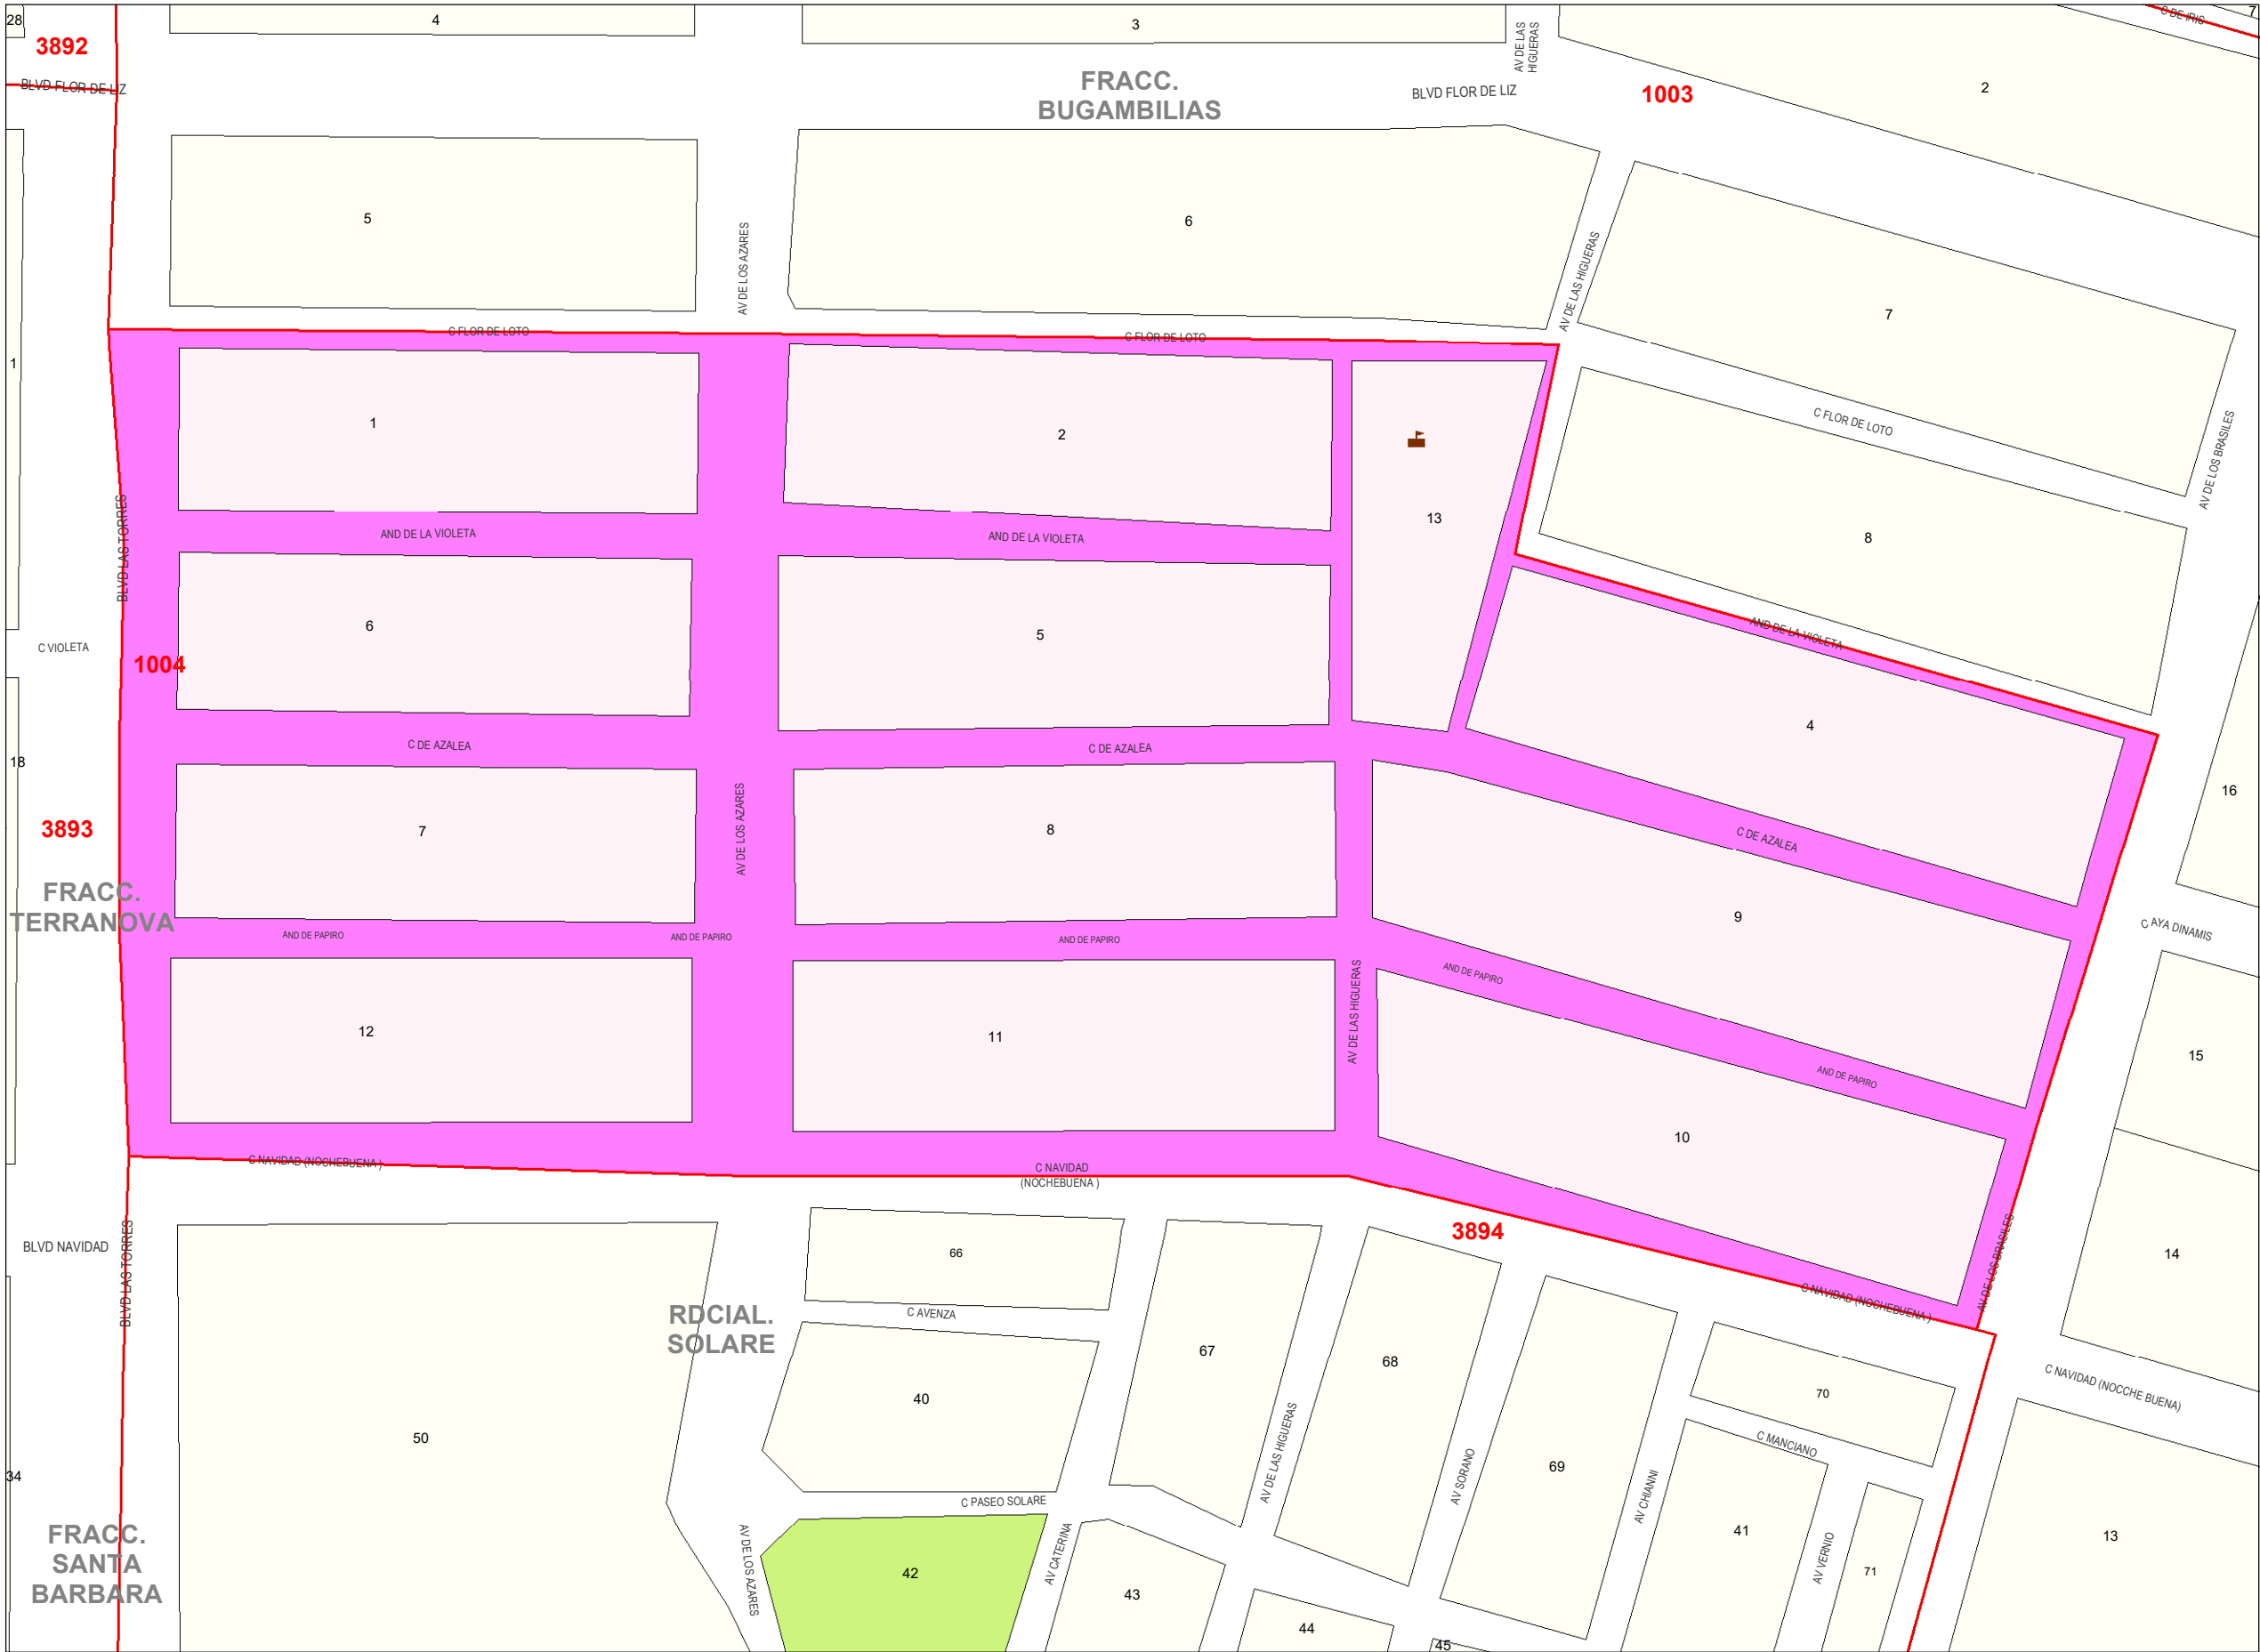 28
4
3
AV DE LAS
HIGUERAS
C DE IRIS
7
3892
BLVD FLOR DE LIZ
FRACC.
BUGAMBILIAS
BLVD FLOR DE LIZ
1003
2
5
AV DE LOS AZARES
6
AV DE LAS HIGUERAS
7
C FLOR DE LOTO
C FLOR DE LOTO
1
1
2
13
C FLOR DE LOTO
AV DE LOS BRASILES
BLVD LAS TORRES
AND DE LA VIOLETA
AND DE LA VIOLETA
8
C VIOLETA
1004
6
5
AND DE LA VIOLETA
4
C DE AZALEA
C DE AZALEA
18
16
3893
7
AV DE LOS AZARES
8
C DE AZALEA
FRACC.
TERRANOVA
9
C AYA DINAMIS
AND DE PAPIRO
AND DE PAPIRO
AND DE PAPIRO
AND DE PAPIRO
12
11
AV DE LAS HIGUERAS
15
AND DE PAPIRO
10
C NAVIDAD (NOCHEBUENA )
C NAVIDAD
(NOCHEBUENA )
BLVD NAVIDAD
BLVD LAS TORRES
3894
66
14
AV DE LOS BRASILES
C NAVIDAD (NOCHEBUENA )
RDCIAL.
SOLARE
C AVENZA
67
68
C NAVIDAD (NOCCHE BUENA)
40
70
50
AV DE LAS HIGUERAS
C MANCIANO
34
AV SORANO
69
AV CHIANNI
C PASEO SOLARE
FRACC.
SANTA
BARBARA
AV DE LOS AZARES
42
AV CATERINA
43
41
AV VERNIO
71
13
44
45